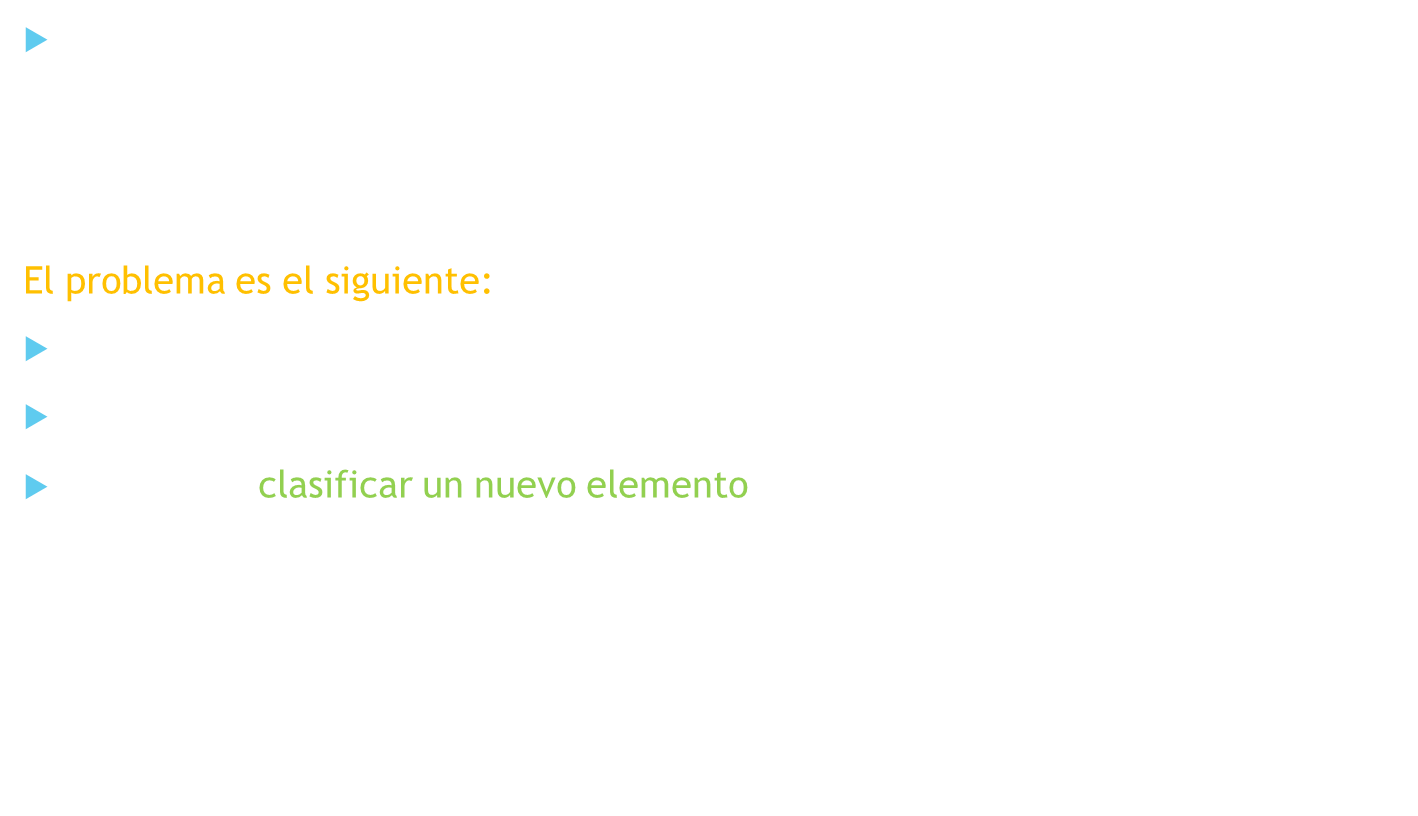 El problema es el siguiente:
clasificar un nuevo elemento